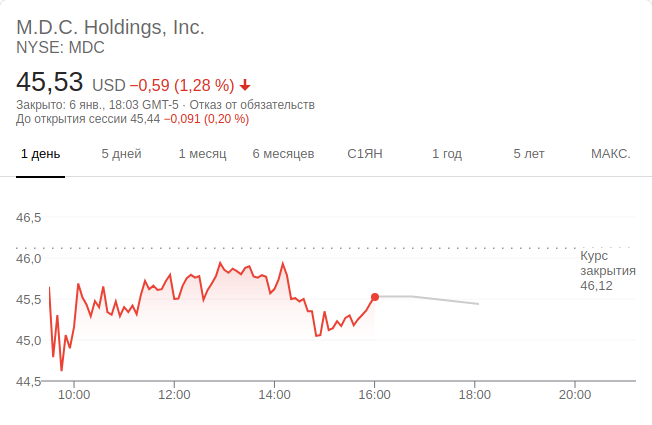 M.D.C. Holdings, Inc.
NYSE: MDC
45,53 USD −0,59 (1,28 %)
Закрыто: 6 янв., 18:03 GMT-5 · Отказ от обязательств
До открытия сессии 45,44 −0,091 (0,20 %)
1 день 5 дней 1 месяц 6 месяцев С1ЯН 1 год 5 лет МАКС.
46,5
46,0
45,5
45,0
44,5
Курс
закрытия
46,12
10:00 12:00 14:00 16:00 18:00 20:00